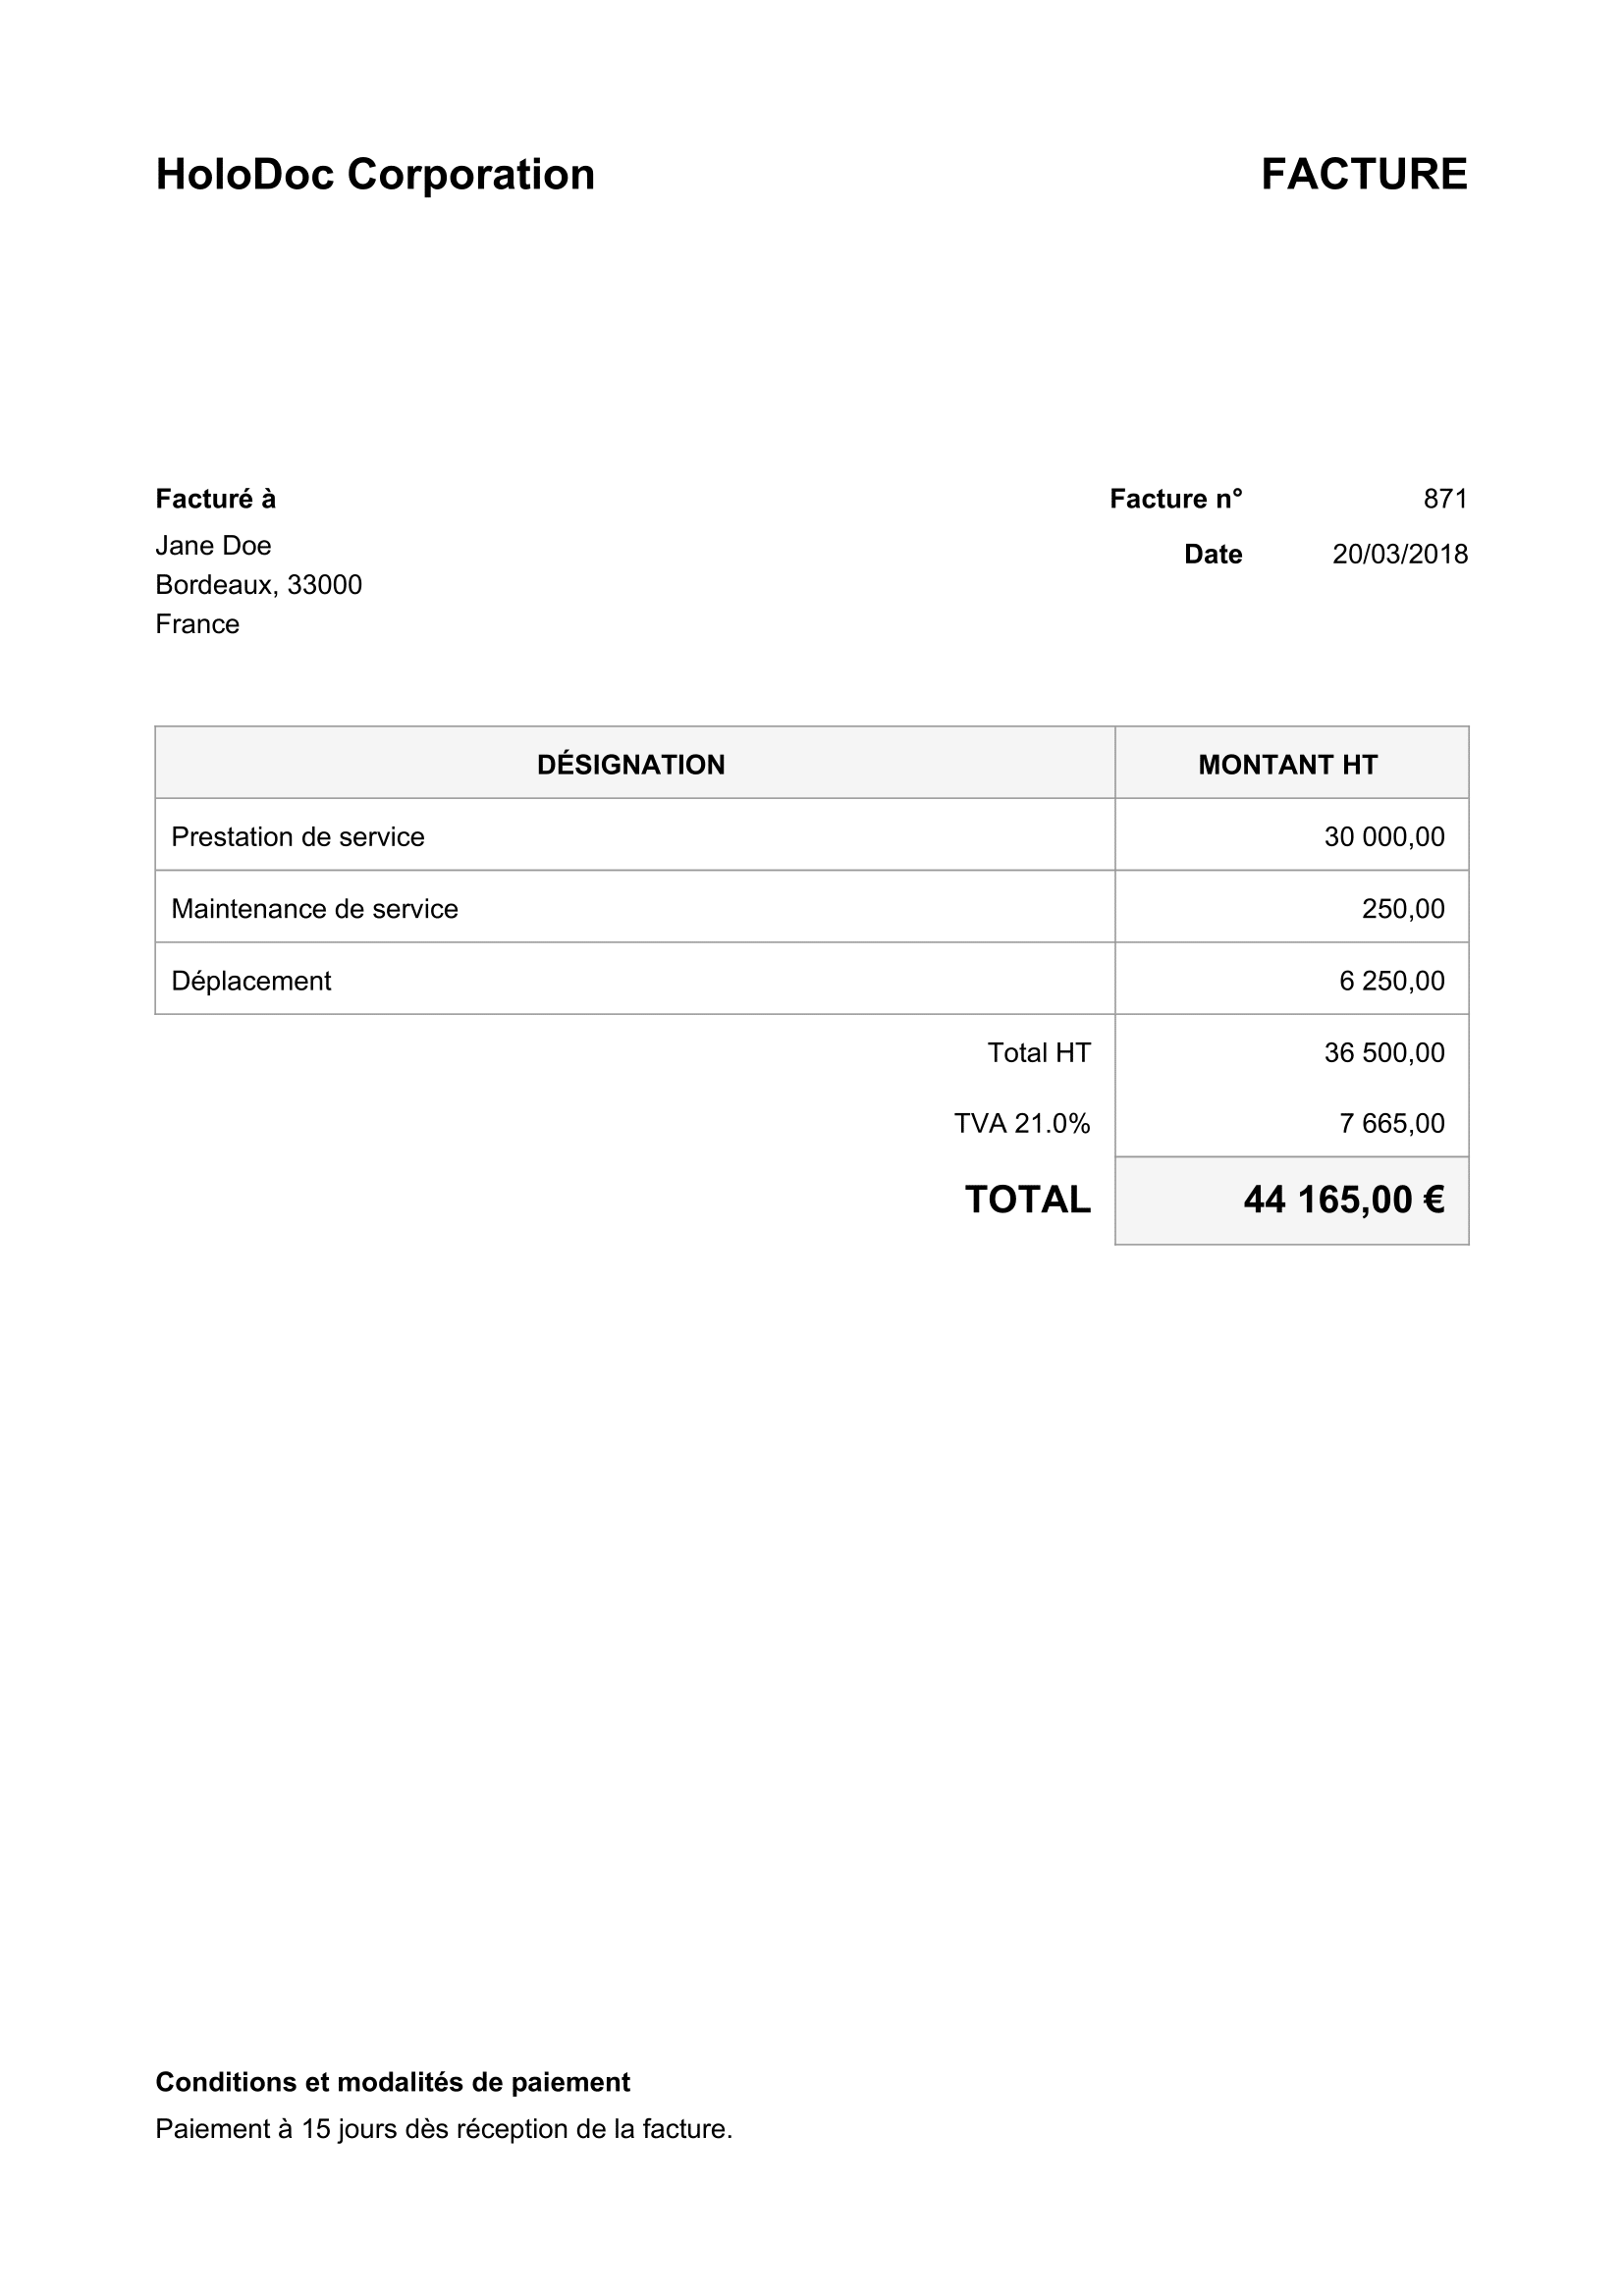 HoloDoc Corporation FACTURE
Facturé à Facture n° 871
Jane Doe
Date 20/03/2018
Bordeaux, 33000
France
DÉSIGNATION MONTANT HT
Prestation de service 30 000,00
Maintenance de service 250,00
Déplacement 6 250,00
Total HT 36 500,00
TVA 21.0% 7 665,00
TOTAL 44 165,00 €
Conditions et modalités de paiement
Paiement à 15 jours dès réception de la facture.